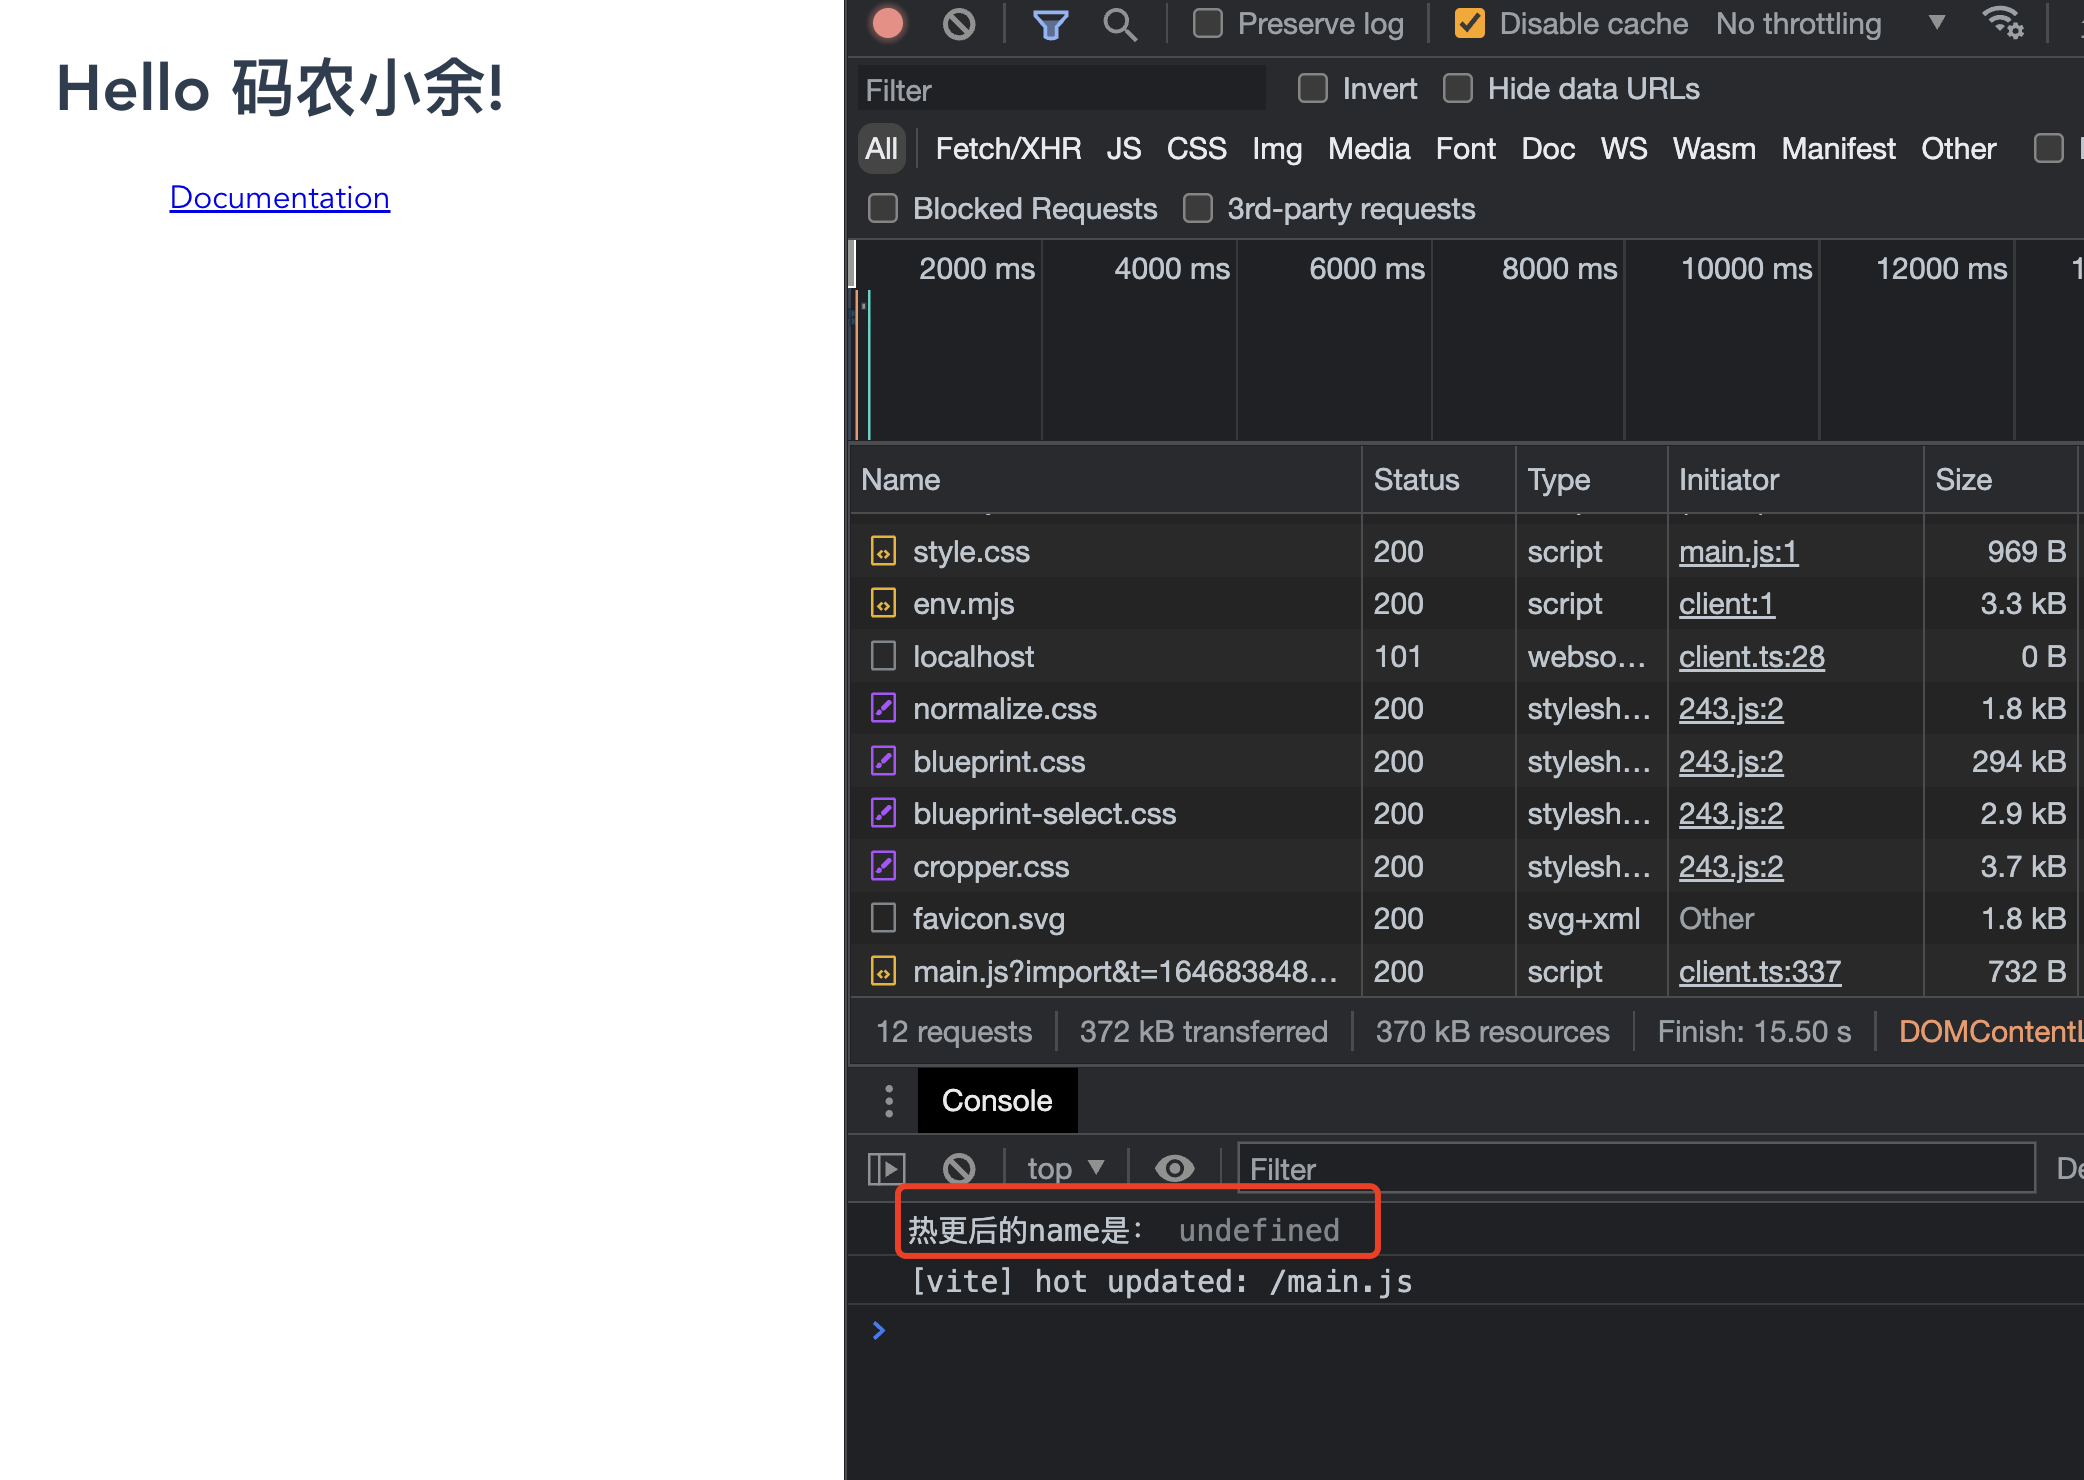 Hello 码农小余!
Documentation
Preserve log Disable cache No throttling
Filter Invert Hide data URLs
All Fetch/XHR JS CSS Img Media Font Doc WS Wasm Manifest Other
Blocked Requests 3rd-party requests
2000 ms 4000 ms 6000 ms 8000 ms 10000 ms 12000 ms
Name Status Type Initiator Size
style.css 200 script main.js:1 969 B
env.mjs 200 script client:1 3.3 kB
localhost 101 webso... client.ts:28 0 B
normalize.css 200 stylesh... 243.js:2 1.8 kB
blueprint.css 200 stylesh... 243.js:2 294 kB
blueprint-select.css 200 stylesh... 243.js:2 2.9 kB
cropper.css 200 stylesh... 243.js:2 3.7 kB
favicon.svg 200 svg+xml Other 1.8 kB
main.js?import&t=164683848... 200 script client.ts:337 732 B
12 requests 372 kB transferred 370 kB resources Finish: 15.50 s DOMContentL
Console
top Filter De
热更后的name是： undefined
[vite] hot updated: /main.js